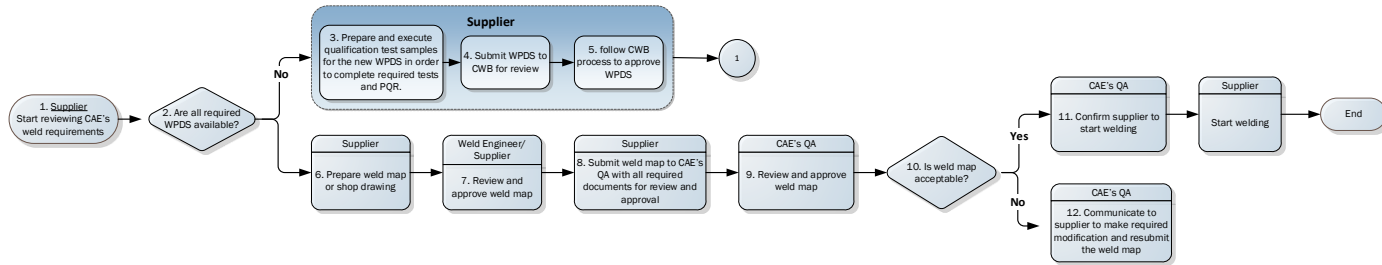 1. Supplier
Start reviewing CAE's
weld requirements
2. Are all required
WPDS available?
No
Supplier
3. Prepare and execute
qualification test samples
for the new WPDS in order
to complete required tests
and PQR.
4. Submit WPDS to
CWB for review
5. follow CWB
process to approve
WPDS
1
Supplier
6. Prepare weld map
or shop drawing
Weld Engineer/
Supplier
7. Review and
approve weld map
Supplier
8. Submit weld map to CAE's
QA with all required
documents for review and
approval
CAE's QA
9. Review and approve
weld map
10. Is weld map
acceptable?
Yes
CAE's QA
11. Confirm supplier to
start welding
Supplier
Start welding
End
No
CAE's QA
12. Communicate to
supplier to make required
modification and resubmit
the weld map